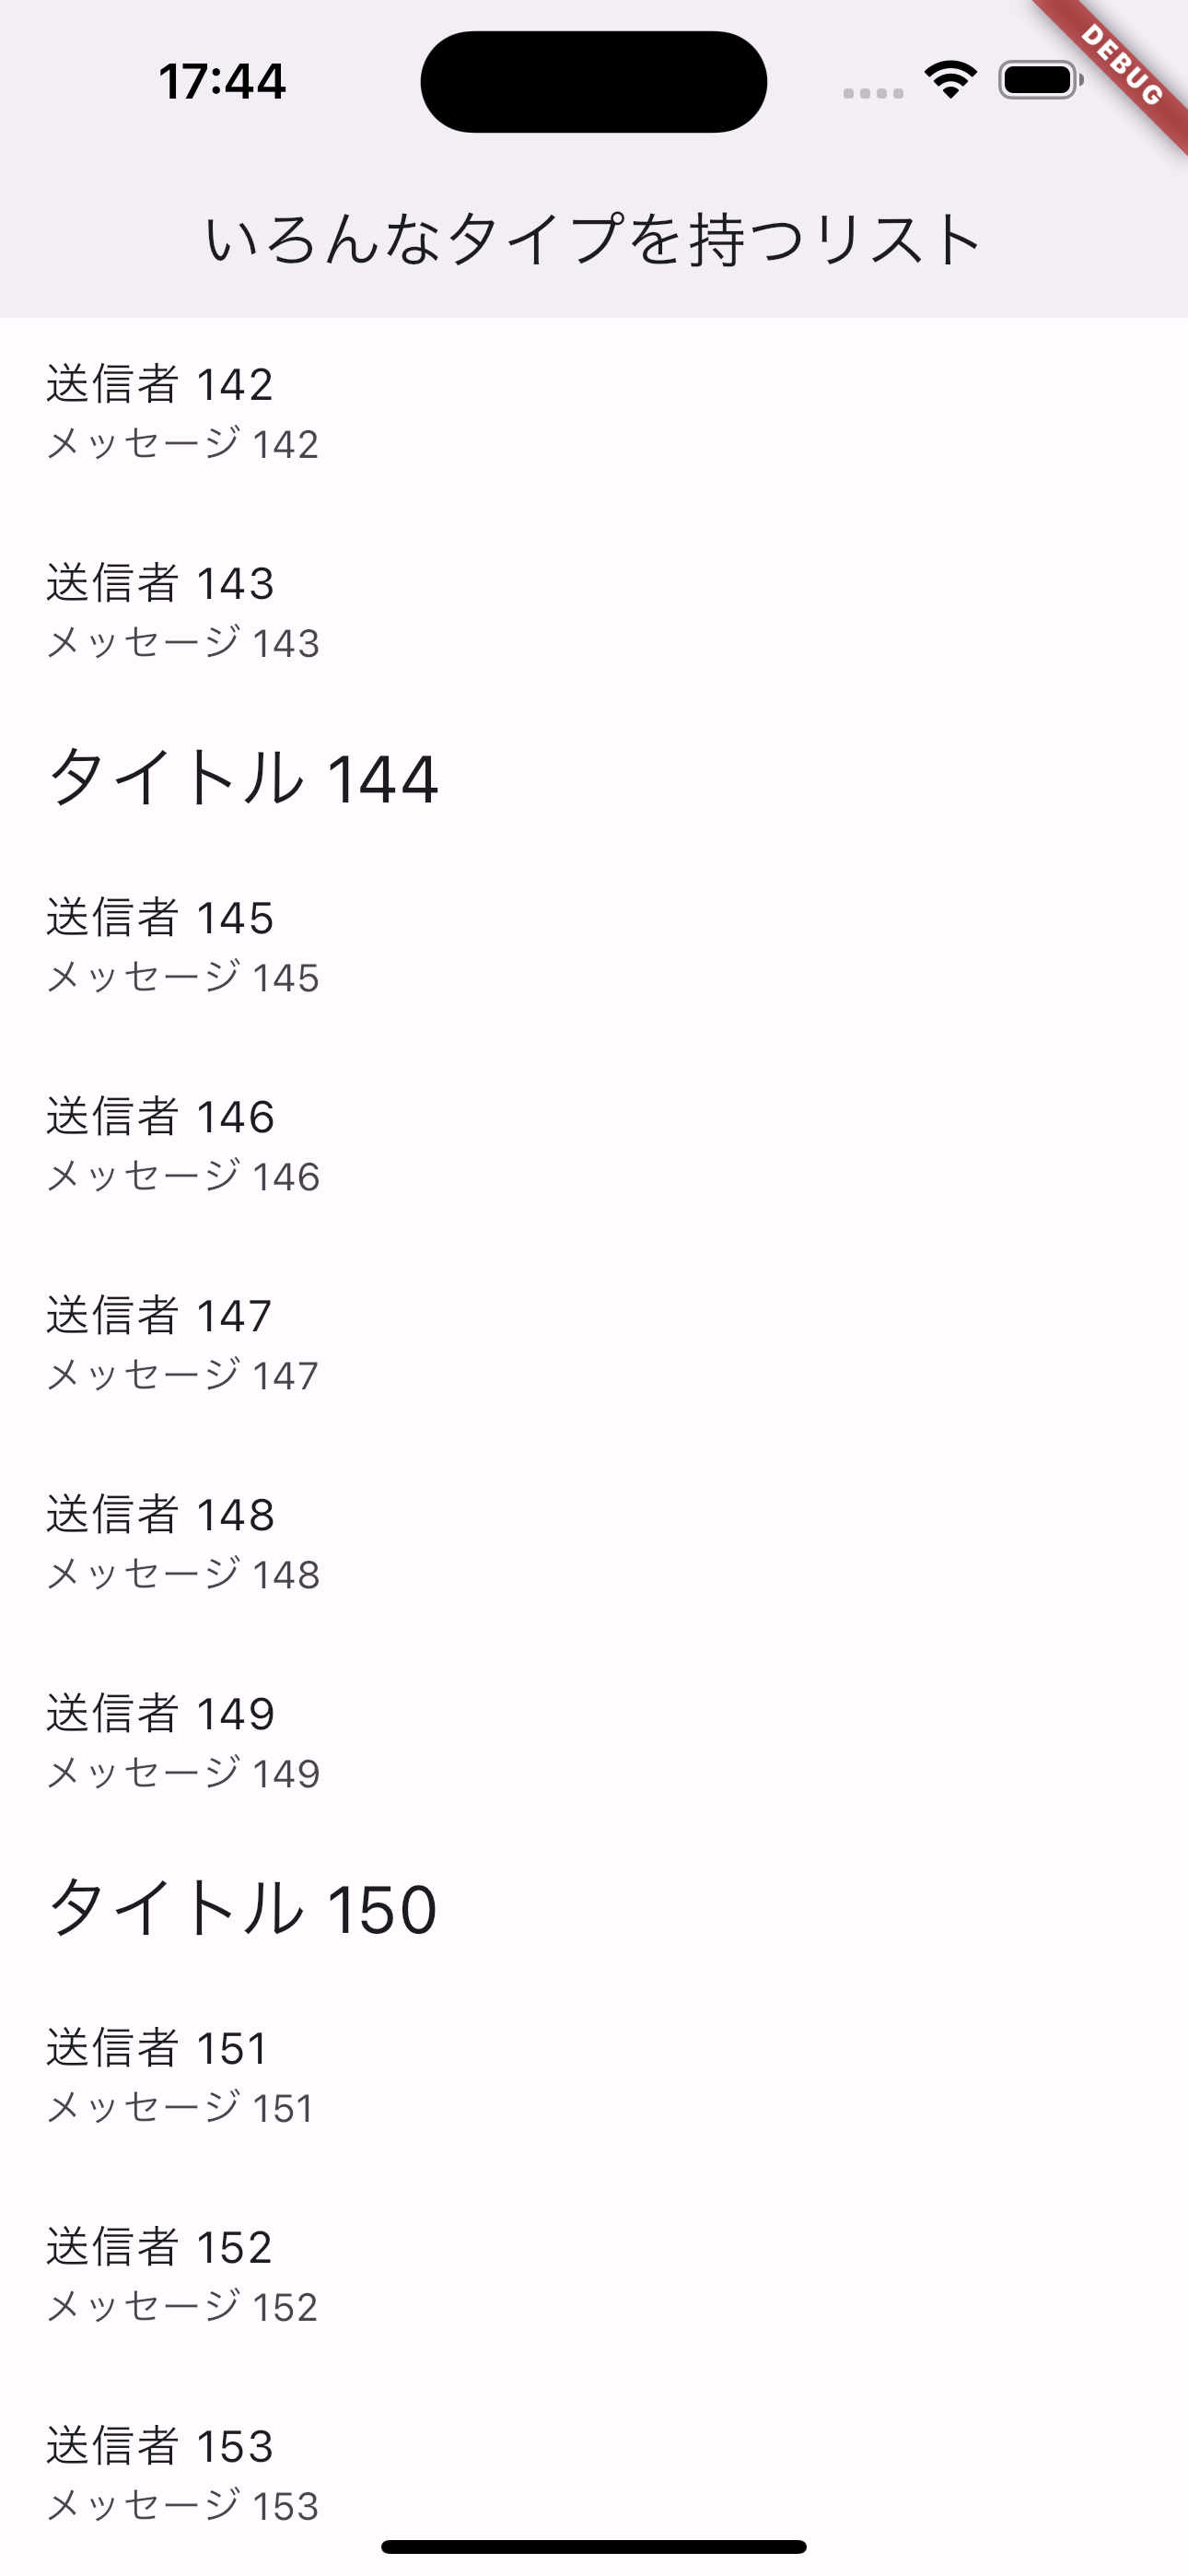 17:44
DEBUG
いろんなタイプを持つリスト
送信者 142
メッセージ 142
送信者 143
メッセージ 143
タイトル 144
送信者 145
メッセージ 145
送信者 146
メッセージ 146
送信者 147
メッセージ 147
送信者 148
メッセージ 148
送信者 149
メッセージ 149
タイトル 150
送信者 151
メッセージ 151
送信者 152
メッセージ 152
送信者 153
メッセージ 153